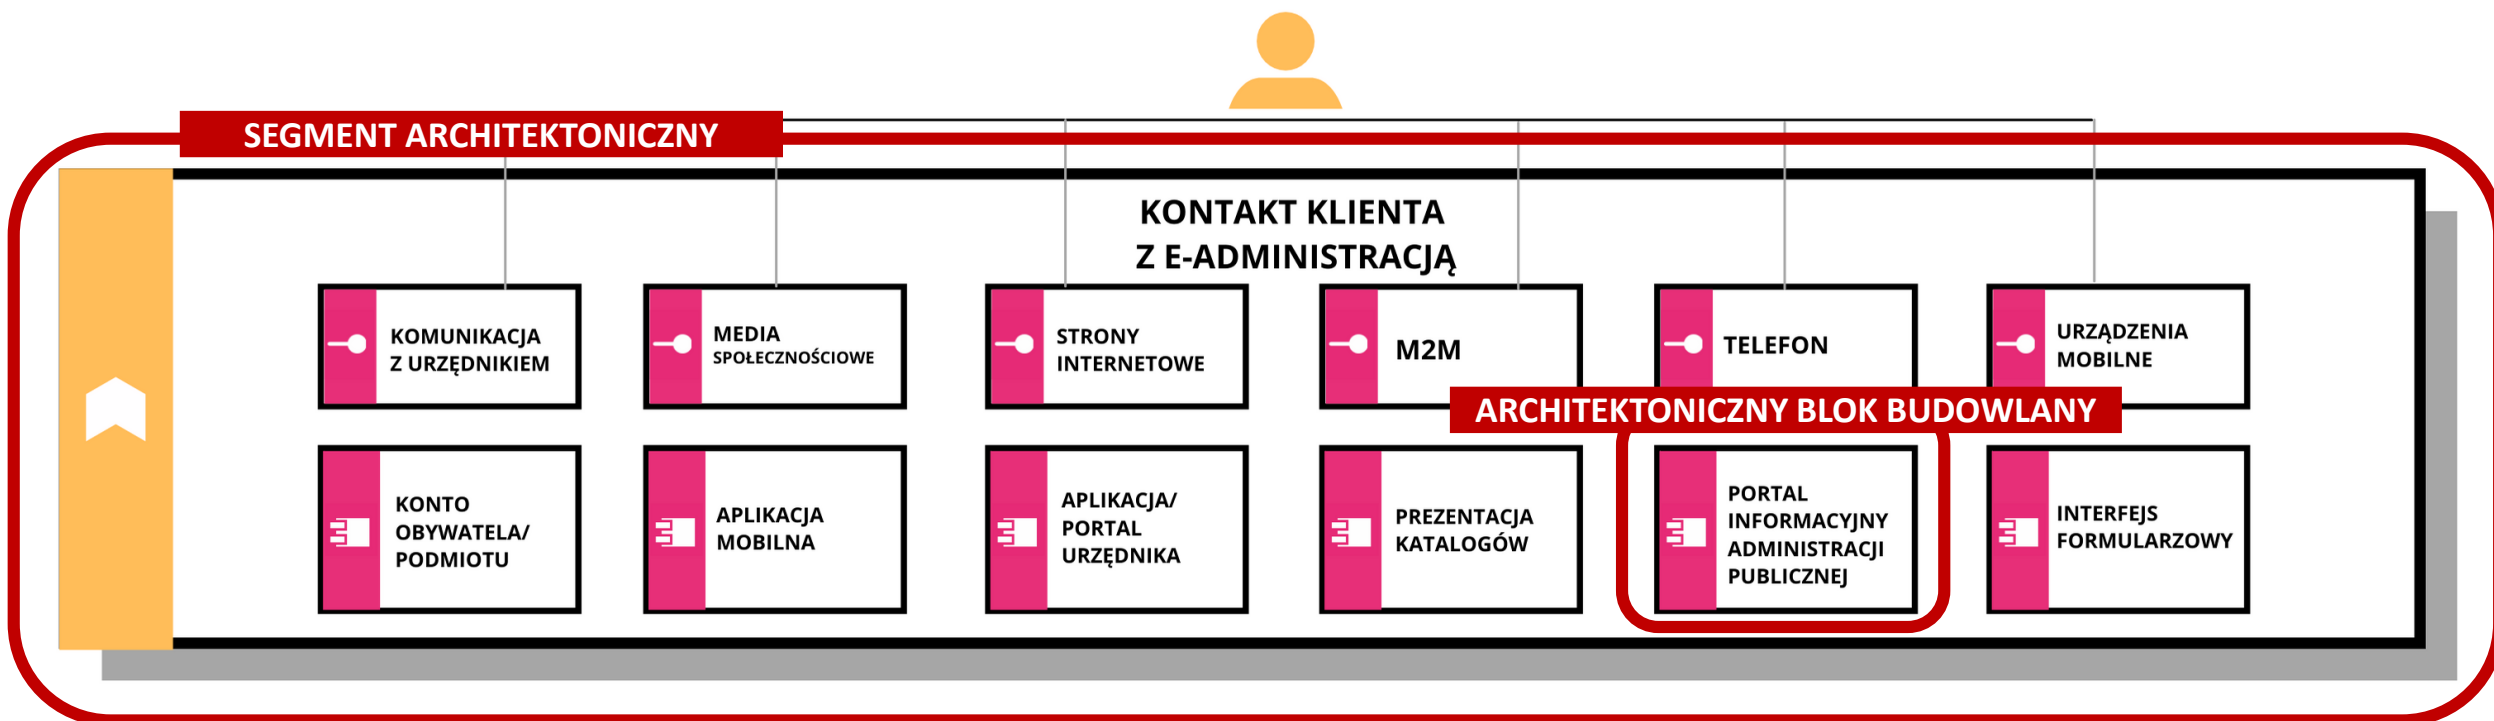 SEGMENT ARCHITEKTONICZNY
KONTAKT KLIENTA
Z E-ADMINISTRACJĄ
KOMUNIKACJA
Z URZĘDNIKIEM
MEDIA
SPOŁECZNOŚCIOWE
STRONY
INTERNETOWE
M2M
TELEFON
URZĄDZENIA
MOBILNE
ARCHITEKTONICZNY BLOK BUDOWLANY
KONTO
OBYWATELA/
PODMIOTU
APLIKACJA
MOBILNA
APLIKACJA/
PORTAL
URZĘDNIKA
PREZENTACJA
KATALOGÓW
PORTAL
INFORMACYJNY
ADMINISTRACJI
PUBLICZNEJ
INTERFEJS
FORMULARZOWY